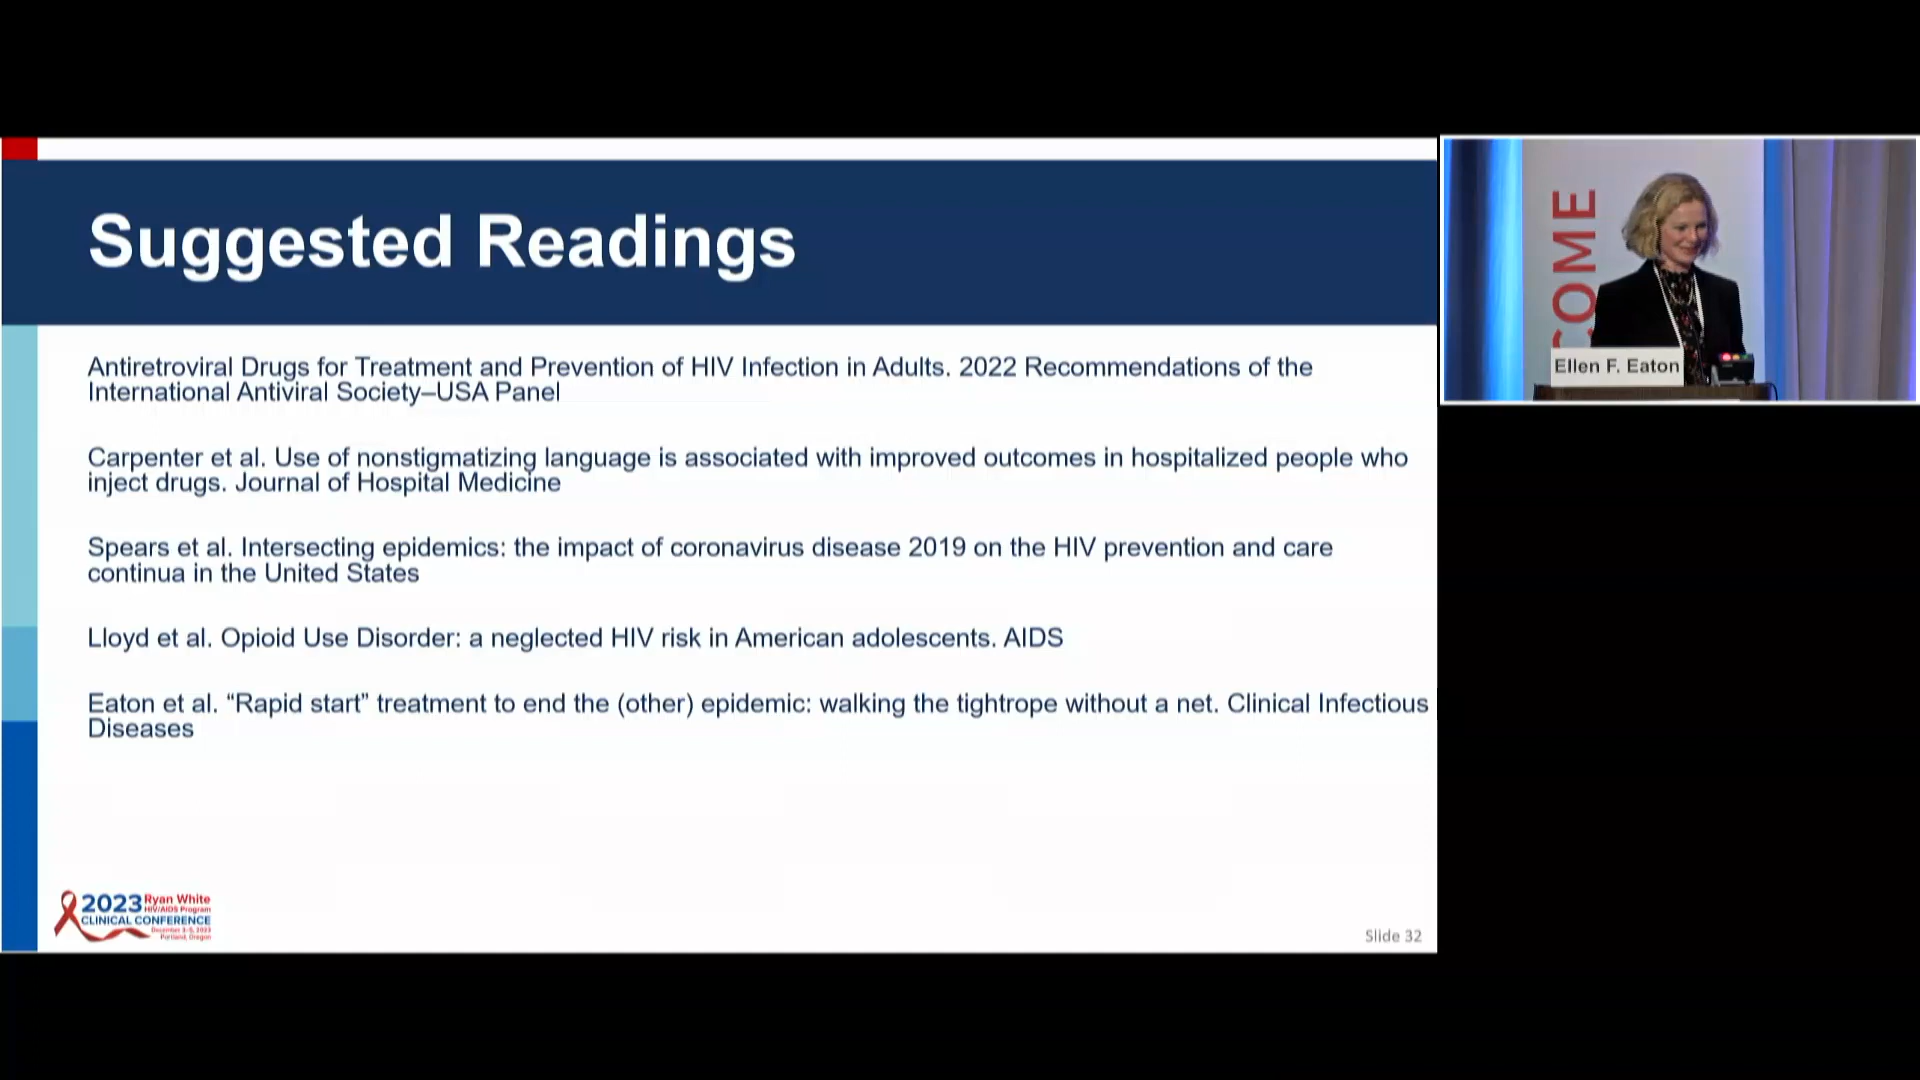 Suggested Readings
Antiretroviral Drugs for Treatment and Prevention of HIV Infection in Adults. 2022 Recommendations of the
International Antiviral Society–USA Panel
Carpenter et al. Use of nonstigmatizing language is associated with improved outcomes in hospitalized people who
inject drugs. Journal of Hospital Medicine
Spears et al. Intersecting epidemics: the impact of coronavirus disease 2019 on the HIV prevention and care
continua in the United States
Lloyd et al. Opioid Use Disorder: a neglected HIV risk in American adolescents. AIDS
Eaton et al. “Rapid start” treatment to end the (other) epidemic: walking the tightrope without a net. Clinical Infectious
Diseases
2023 Ryan White
HIV/AIDS Program
CLINICAL CONFERENCE
December 3-5, 2023
Portland, Oregon
Slide 32
COME
Ellen F. Eaton